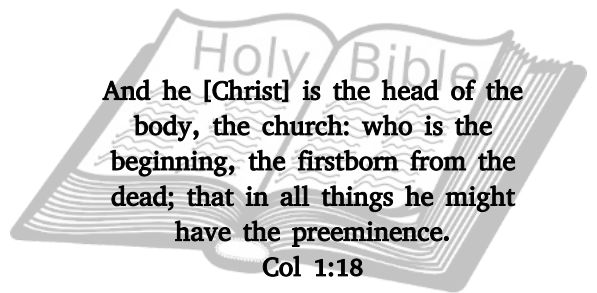 Holy Bible
And he [Christ] is the head of the
body, the church: who is the
beginning, the firstborn from the
dead; that in all things he might
have the preeminence.
Col 1:18